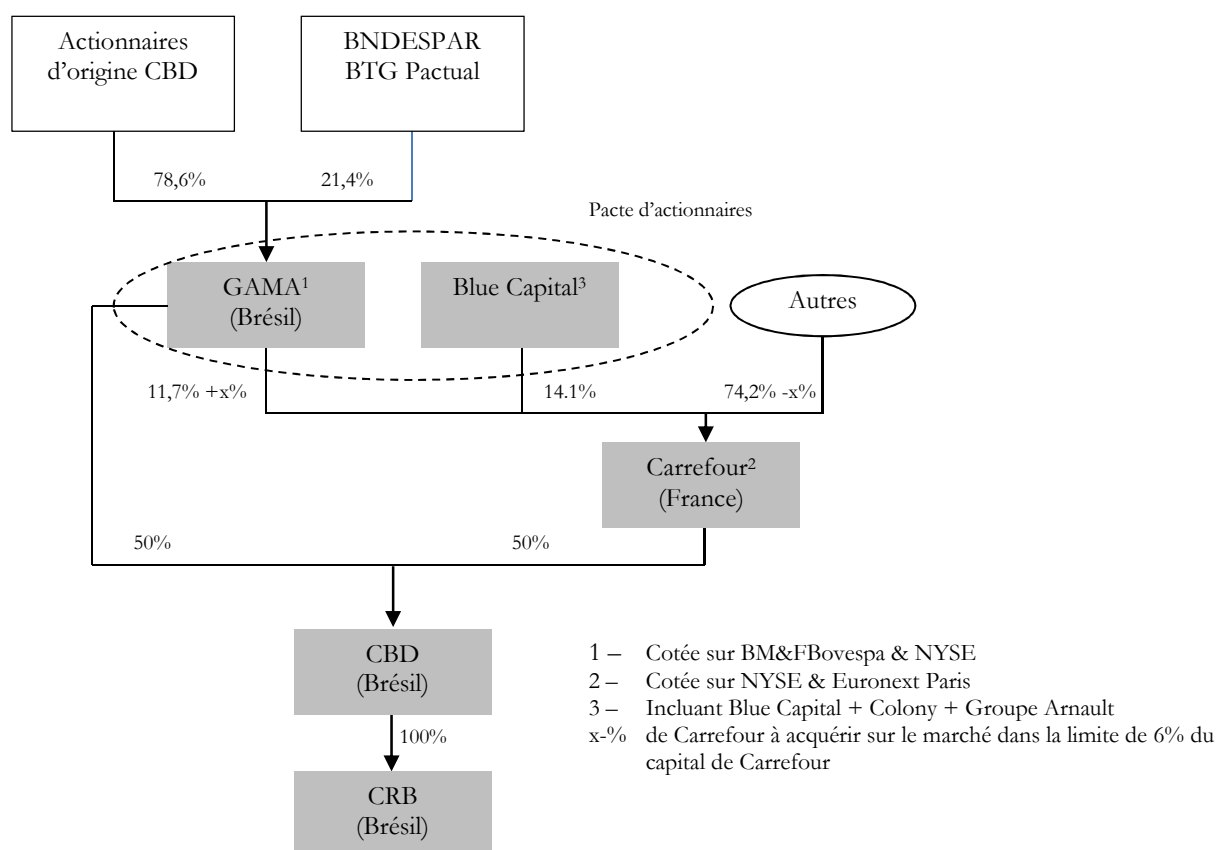 Actionnaires
d'origine CBD
BNDESPAR
BTG Pactual
78,6%
21,4%
Pacte d'actionnaires
GAMA¹
(Brésil)
Blue Capital³
Autres
11,7% +x%
14.1%
74,2% -x%
Carrefour²
(France)
50%
50%
CBD
(Brésil)
100%
CRB
(Brésil)
1 – Cotée sur BM&FBovespa & NYSE
2 – Cotée sur NYSE & Euronext Paris
3 – Incluant Blue Capital + Colony + Groupe Arnault
x-% de Carrefour à acquérir sur le marché dans la limite de 6% du
capital de Carrefour